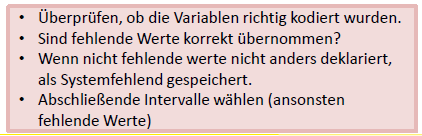 • Überprüfen, ob die Variablen richtig kodiert wurden.
• Sind fehlende Werte korrekt übernommen?
• Wenn nicht fehlende werte nicht anders deklariert,
als Systemfehlend gespeichert.
• Abschließende Intervalle wählen (ansonsten
fehlende Werte)